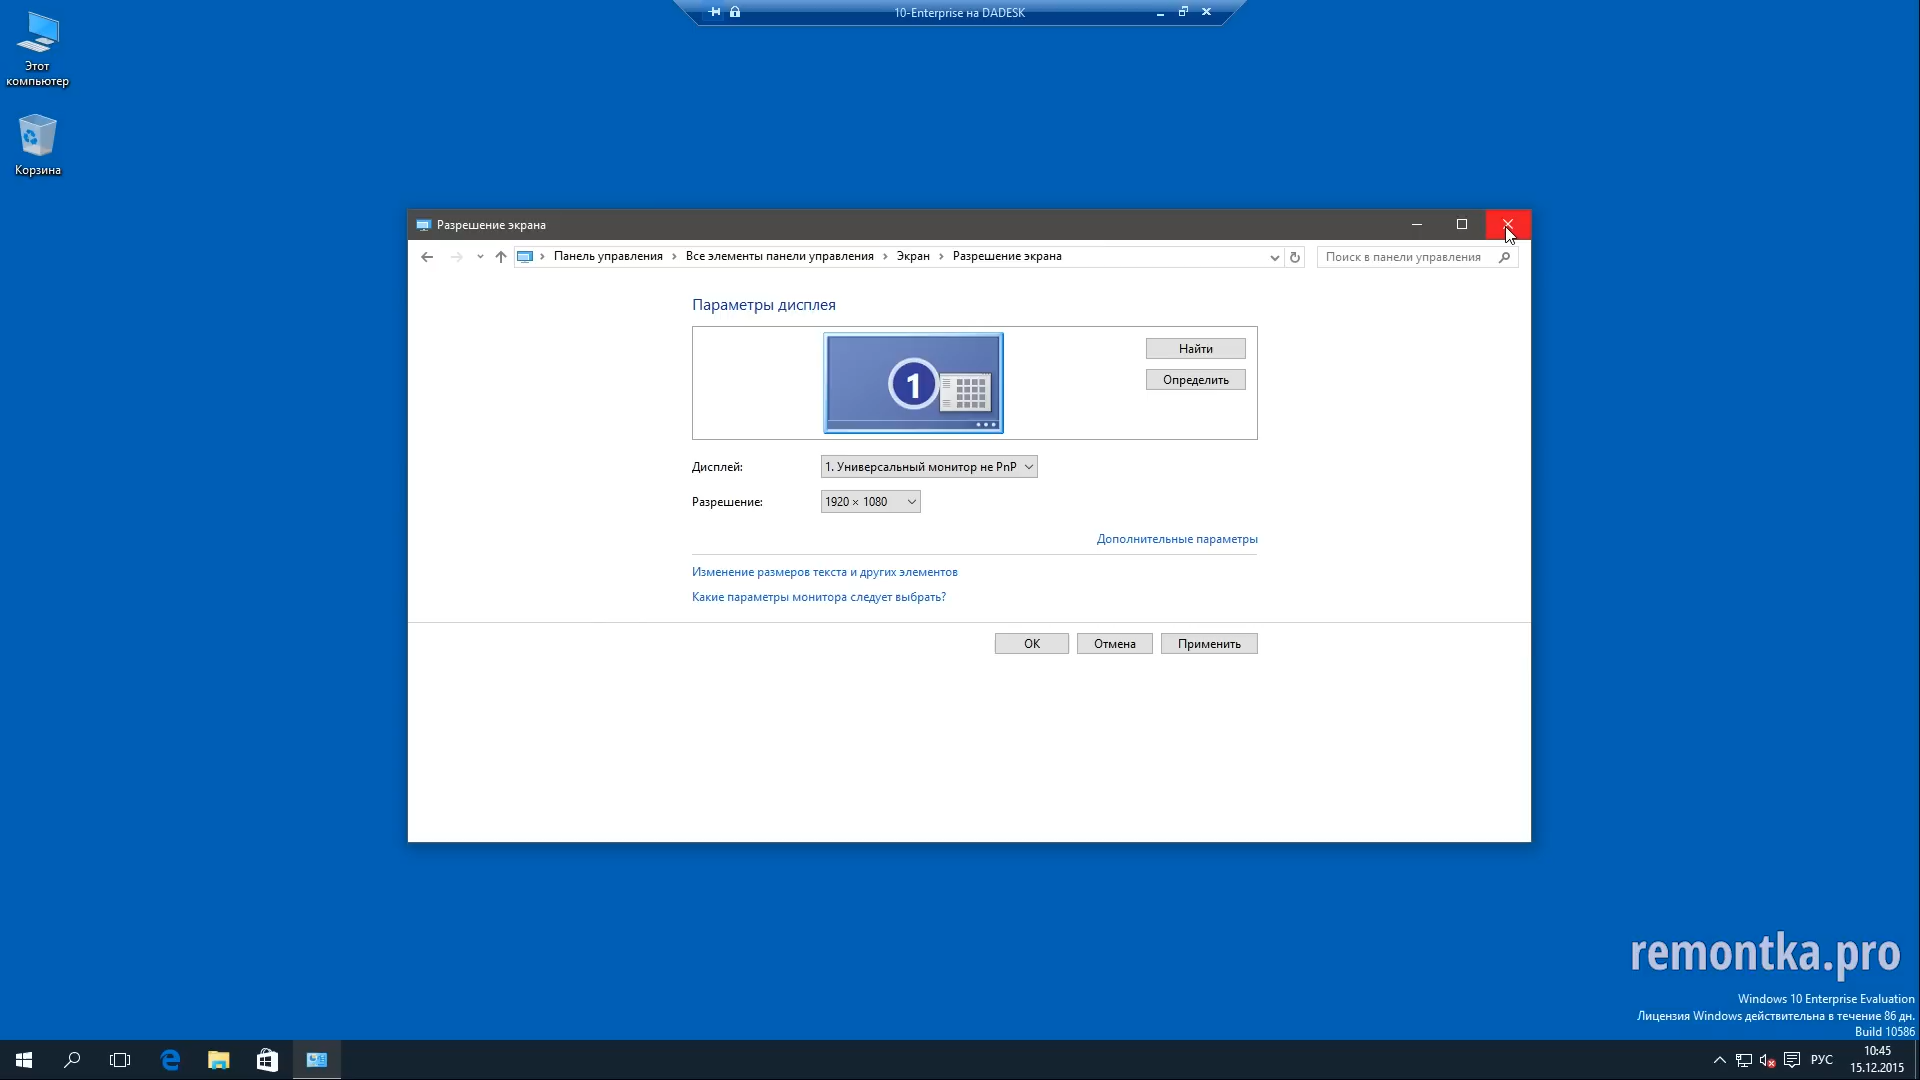 10-Enterprise на DADESK
Этот
компьютер
Корзина
Разрешение экрана
Панель управления
Все элементы панели управления
Экран
Разрешение экрана
Поиск в панели управления
Параметры дисплея
1
Найти
Определить
Дисплей:
1. Универсальный монитор не PnP
Разрешение:
1920 × 1080
Дополнительные параметры
Изменение размеров текста и других элементов
Какие параметры монитора следует выбрать?
ОК
Отмена
Применить
remontka.pro
Windows 10 Enterprise Evaluation
Лицензия Windows действительна в течение 86 дн.
Build 10586
РУС
10:45
15.12.2015